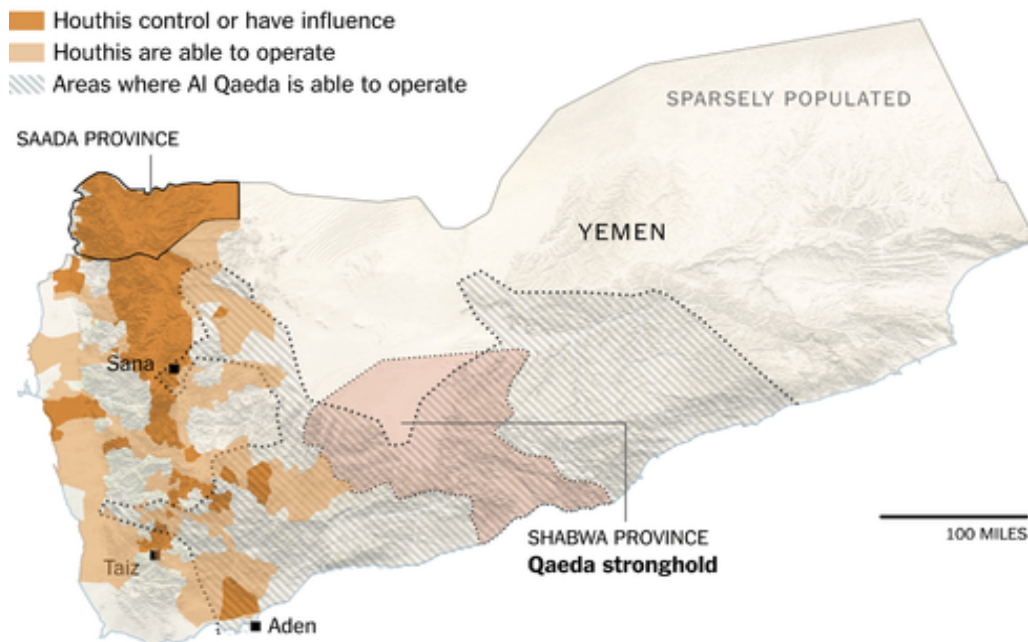 Houthis control or have influence
Houthis are able to operate
Areas where Al Qaeda is able to operate
SPARSELY POPULATED
SAADA PROVINCE
YEMEN
Sana
SHABWA PROVINCE
Qaeda stronghold
100 MILES
Taiz
Aden